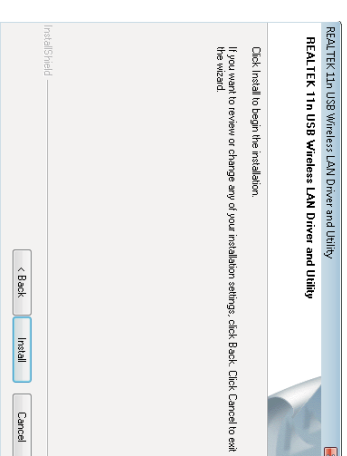 REALTEK 11n USB Wireless LAN Driver and Utility
REALTEK 11n USB Wireless LAN Driver and Utility
Click Install to begin the installation.
If you want to review or change any of your installation settings, click Back. Click Cancel to exit
the wizard.
InstallShield
< Back
Install
Cancel